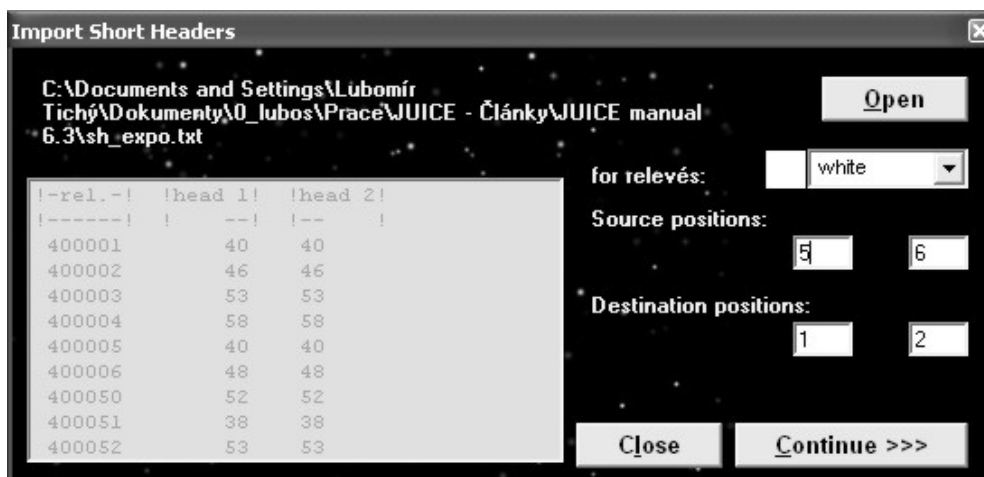 Import Short Headers
C:\Documents and Settings\Lubomír
Tichý\Dokumenty\0_lubos\Prace\JUICE - Články\JUICE manual
6.3\sh_expo.txt
Open
for relevés:
white
!-rel.-! !head 1! !head 2!
!------! !    --! !--    !
400001 40 40
400002 46 46
400003 53 53
400004 58 58
400005 40 40
400006 48 48
400050 52 52
400051 38 38
400052 53 53
Source positions:
5 6
Destination positions:
1 2
Close
Continue >>>